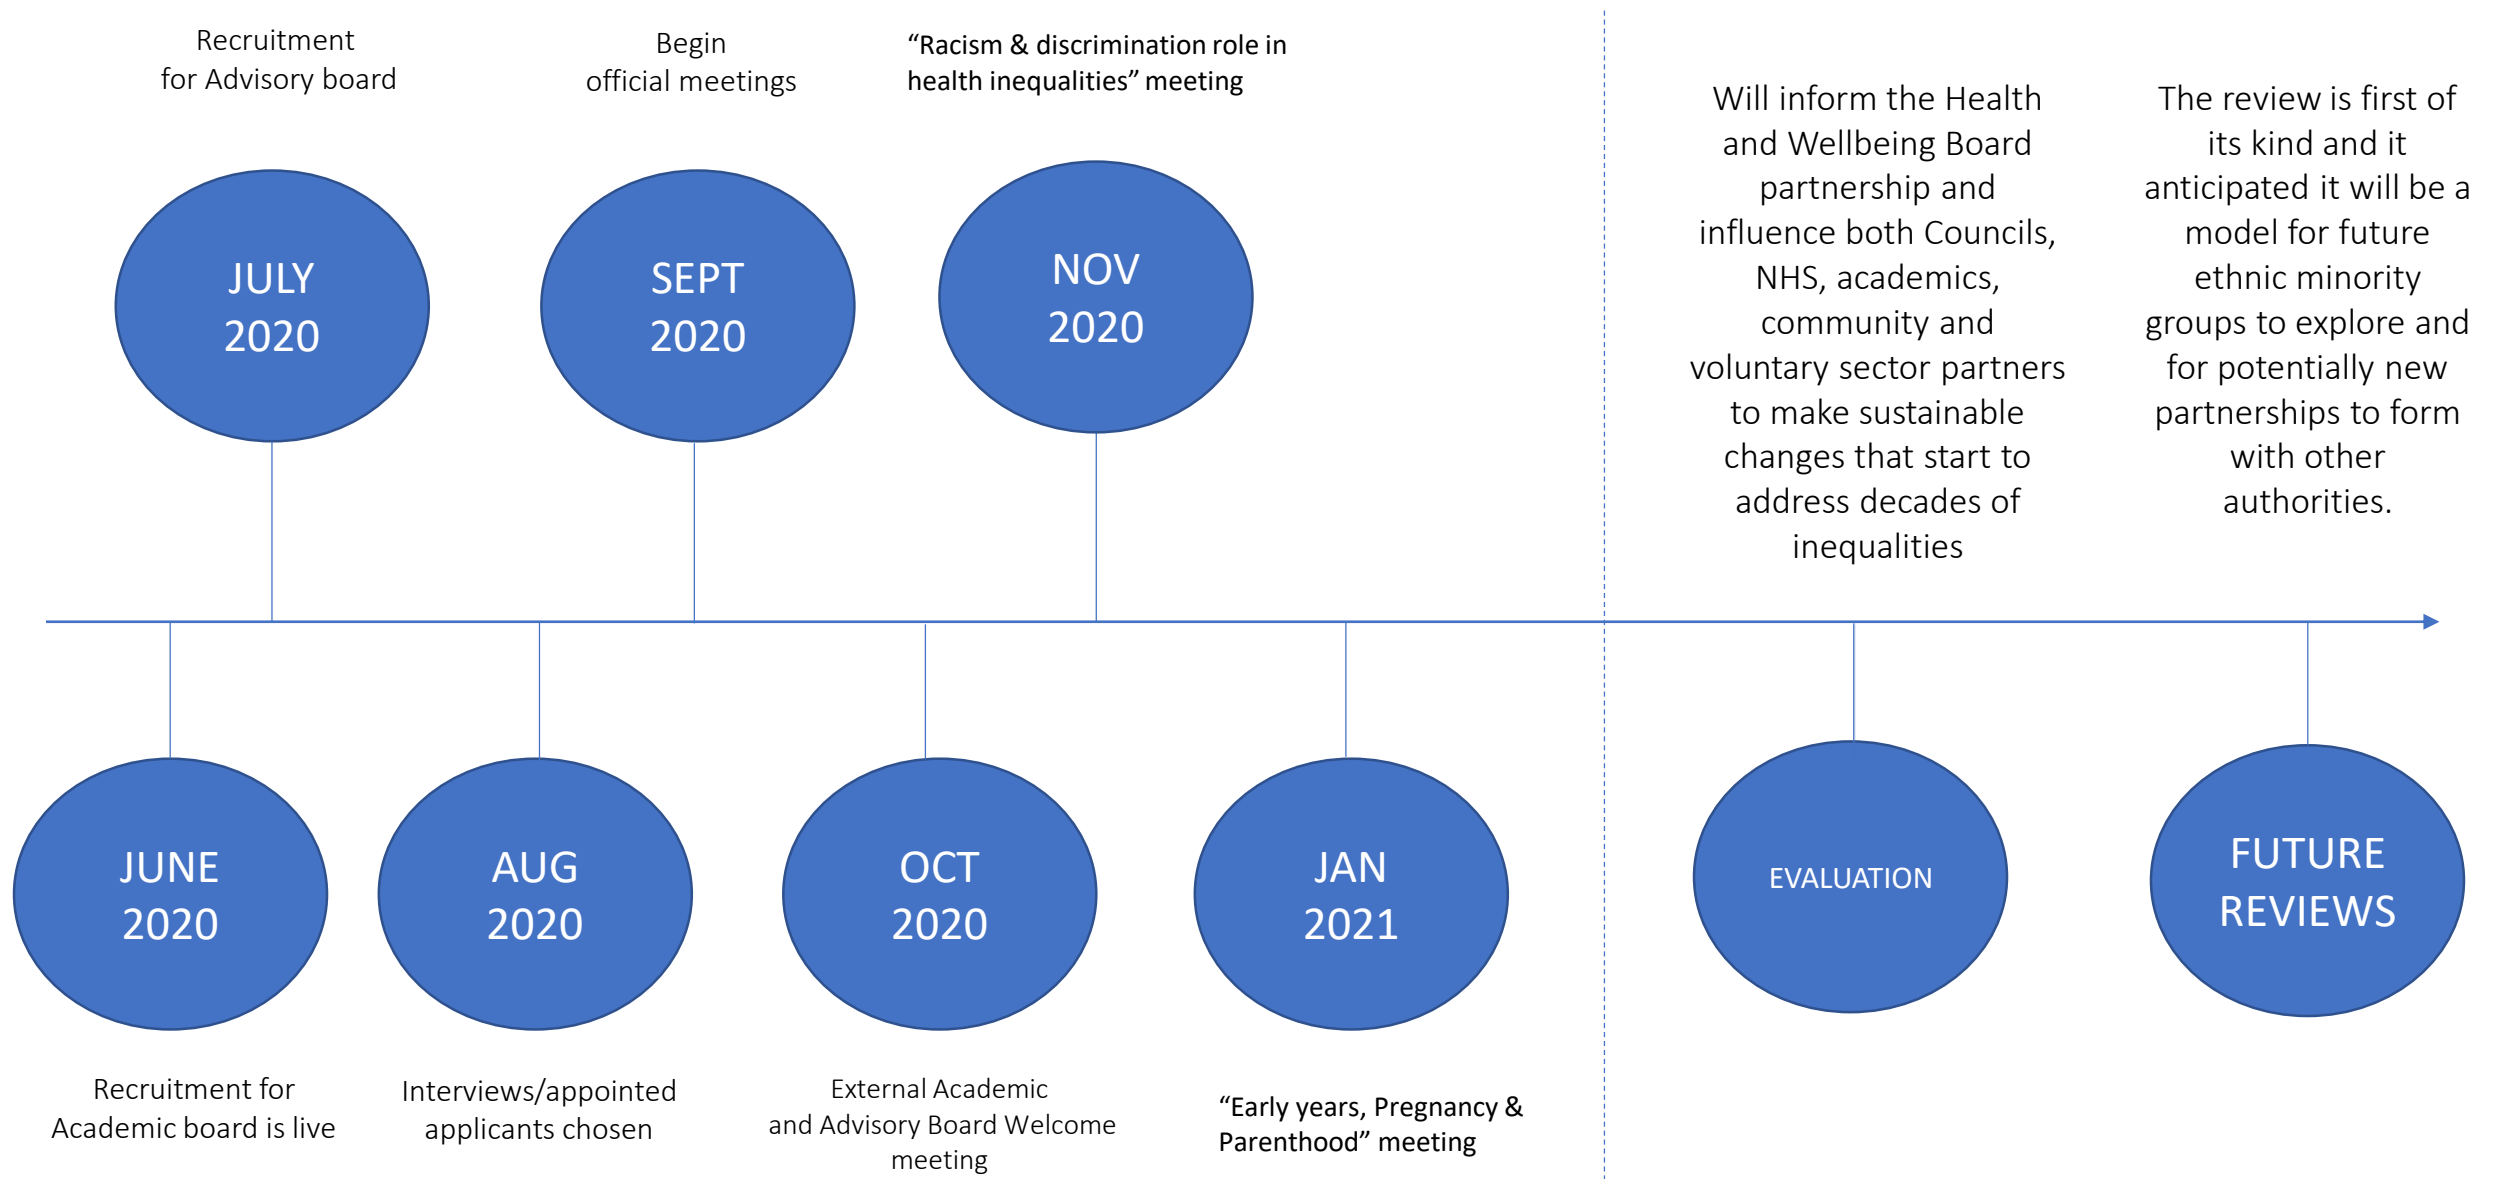 Recruitment
for Advisory board
Begin
official meetings
“Racism & discrimination role in
health inequalities” meeting
JULY
2020
SEPT
2020
NOV
2020
Will inform the Health
and Wellbeing Board
partnership and
influence both Councils,
NHS, academics,
community and
voluntary sector partners
to make sustainable
changes that start to
address decades of
inequalities
The review is first of
its kind and it
anticipated it will be a
model for future
ethnic minority
groups to explore and
for potentially new
partnerships to form
with other
authorities.
JUNE
2020
AUG
2020
OCT
2020
JAN
2021
EVALUATION
FUTURE
REVIEWS
Recruitment for
Academic board is live
Interviews/appointed
applicants chosen
External Academic
and Advisory Board Welcome
meeting
“Early years, Pregnancy &
Parenthood” meeting